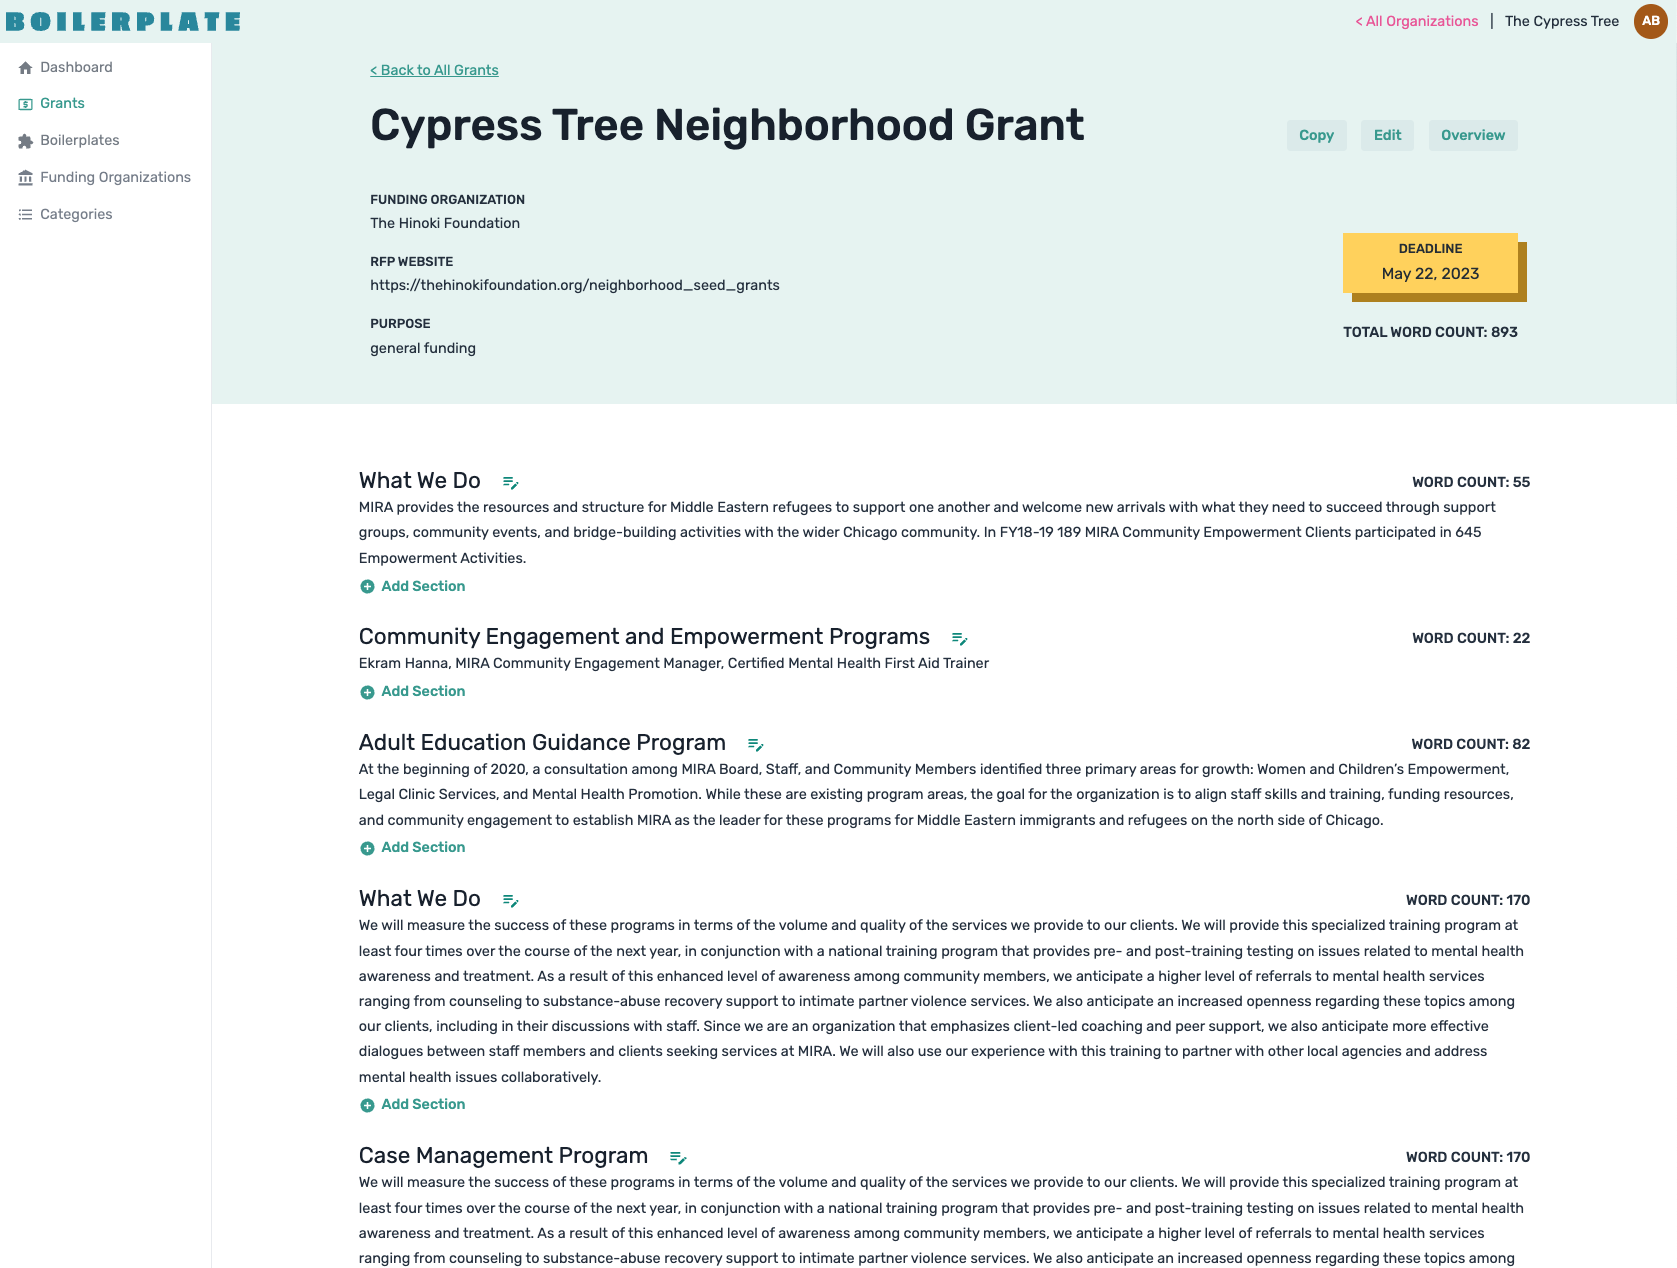 BOILERPLATE
< All Organizations | The Cypress Tree AB
Dashboard
Grants
Boilerplates
Funding Organizations
Categories
< Back to All Grants
Cypress Tree Neighborhood Grant
Copy Edit Overview
FUNDING ORGANIZATION
The Hinoki Foundation
RFP WEBSITE
https://thehinokifoundation.org/neighborhood_seed_grants
PURPOSE
general funding
DEADLINE
May 22, 2023
TOTAL WORD COUNT: 893
What We Do WORD COUNT: 55
MIRA provides the resources and structure for Middle Eastern refugees to support one another and welcome new arrivals with what they need to succeed through support
groups, community events, and bridge-building activities with the wider Chicago community. In FY18-19 189 MIRA Community Empowerment Clients participated in 645
Empowerment Activities.
Add Section
Community Engagement and Empowerment Programs WORD COUNT: 22
Ekram Hanna, MIRA Community Engagement Manager, Certified Mental Health First Aid Trainer
Add Section
Adult Education Guidance Program WORD COUNT: 82
At the beginning of 2020, a consultation among MIRA Board, Staff, and Community Members identified three primary areas for growth: Women and Children's Empowerment,
Legal Clinic Services, and Mental Health Promotion. While these are existing program areas, the goal for the organization is to align staff skills and training, funding resources,
and community engagement to establish MIRA as the leader for these programs for Middle Eastern immigrants and refugees on the north side of Chicago.
Add Section
What We Do WORD COUNT: 170
We will measure the success of these programs in terms of the volume and quality of the services we provide to our clients. We will provide this specialized training program at
least four times over the course of the next year, in conjunction with a national training program that provides pre- and post-training testing on issues related to mental health
awareness and treatment. As a result of this enhanced level of awareness among community members, we anticipate a higher level of referrals to mental health services
ranging from counseling to substance-abuse recovery support to intimate partner violence services. We also anticipate an increased openness regarding these topics among
our clients, including in their discussions with staff. Since we are an organization that emphasizes client-led coaching and peer support, we also anticipate more effective
dialogues between staff members and clients seeking services at MIRA. We will also use our experience with this training to partner with other local agencies and address
mental health issues collaboratively.
Add Section
Case Management Program WORD COUNT: 170
We will measure the success of these programs in terms of the volume and quality of the services we provide to our clients. We will provide this specialized training program at
least four times over the course of the next year, in conjunction with a national training program that provides pre- and post-training testing on issues related to mental health
awareness and treatment. As a result of this enhanced level of awareness among community members, we anticipate a higher level of referrals to mental health services
ranging from counseling to substance-abuse recovery support to intimate partner violence services. We also anticipate an increased openness regarding these topics among